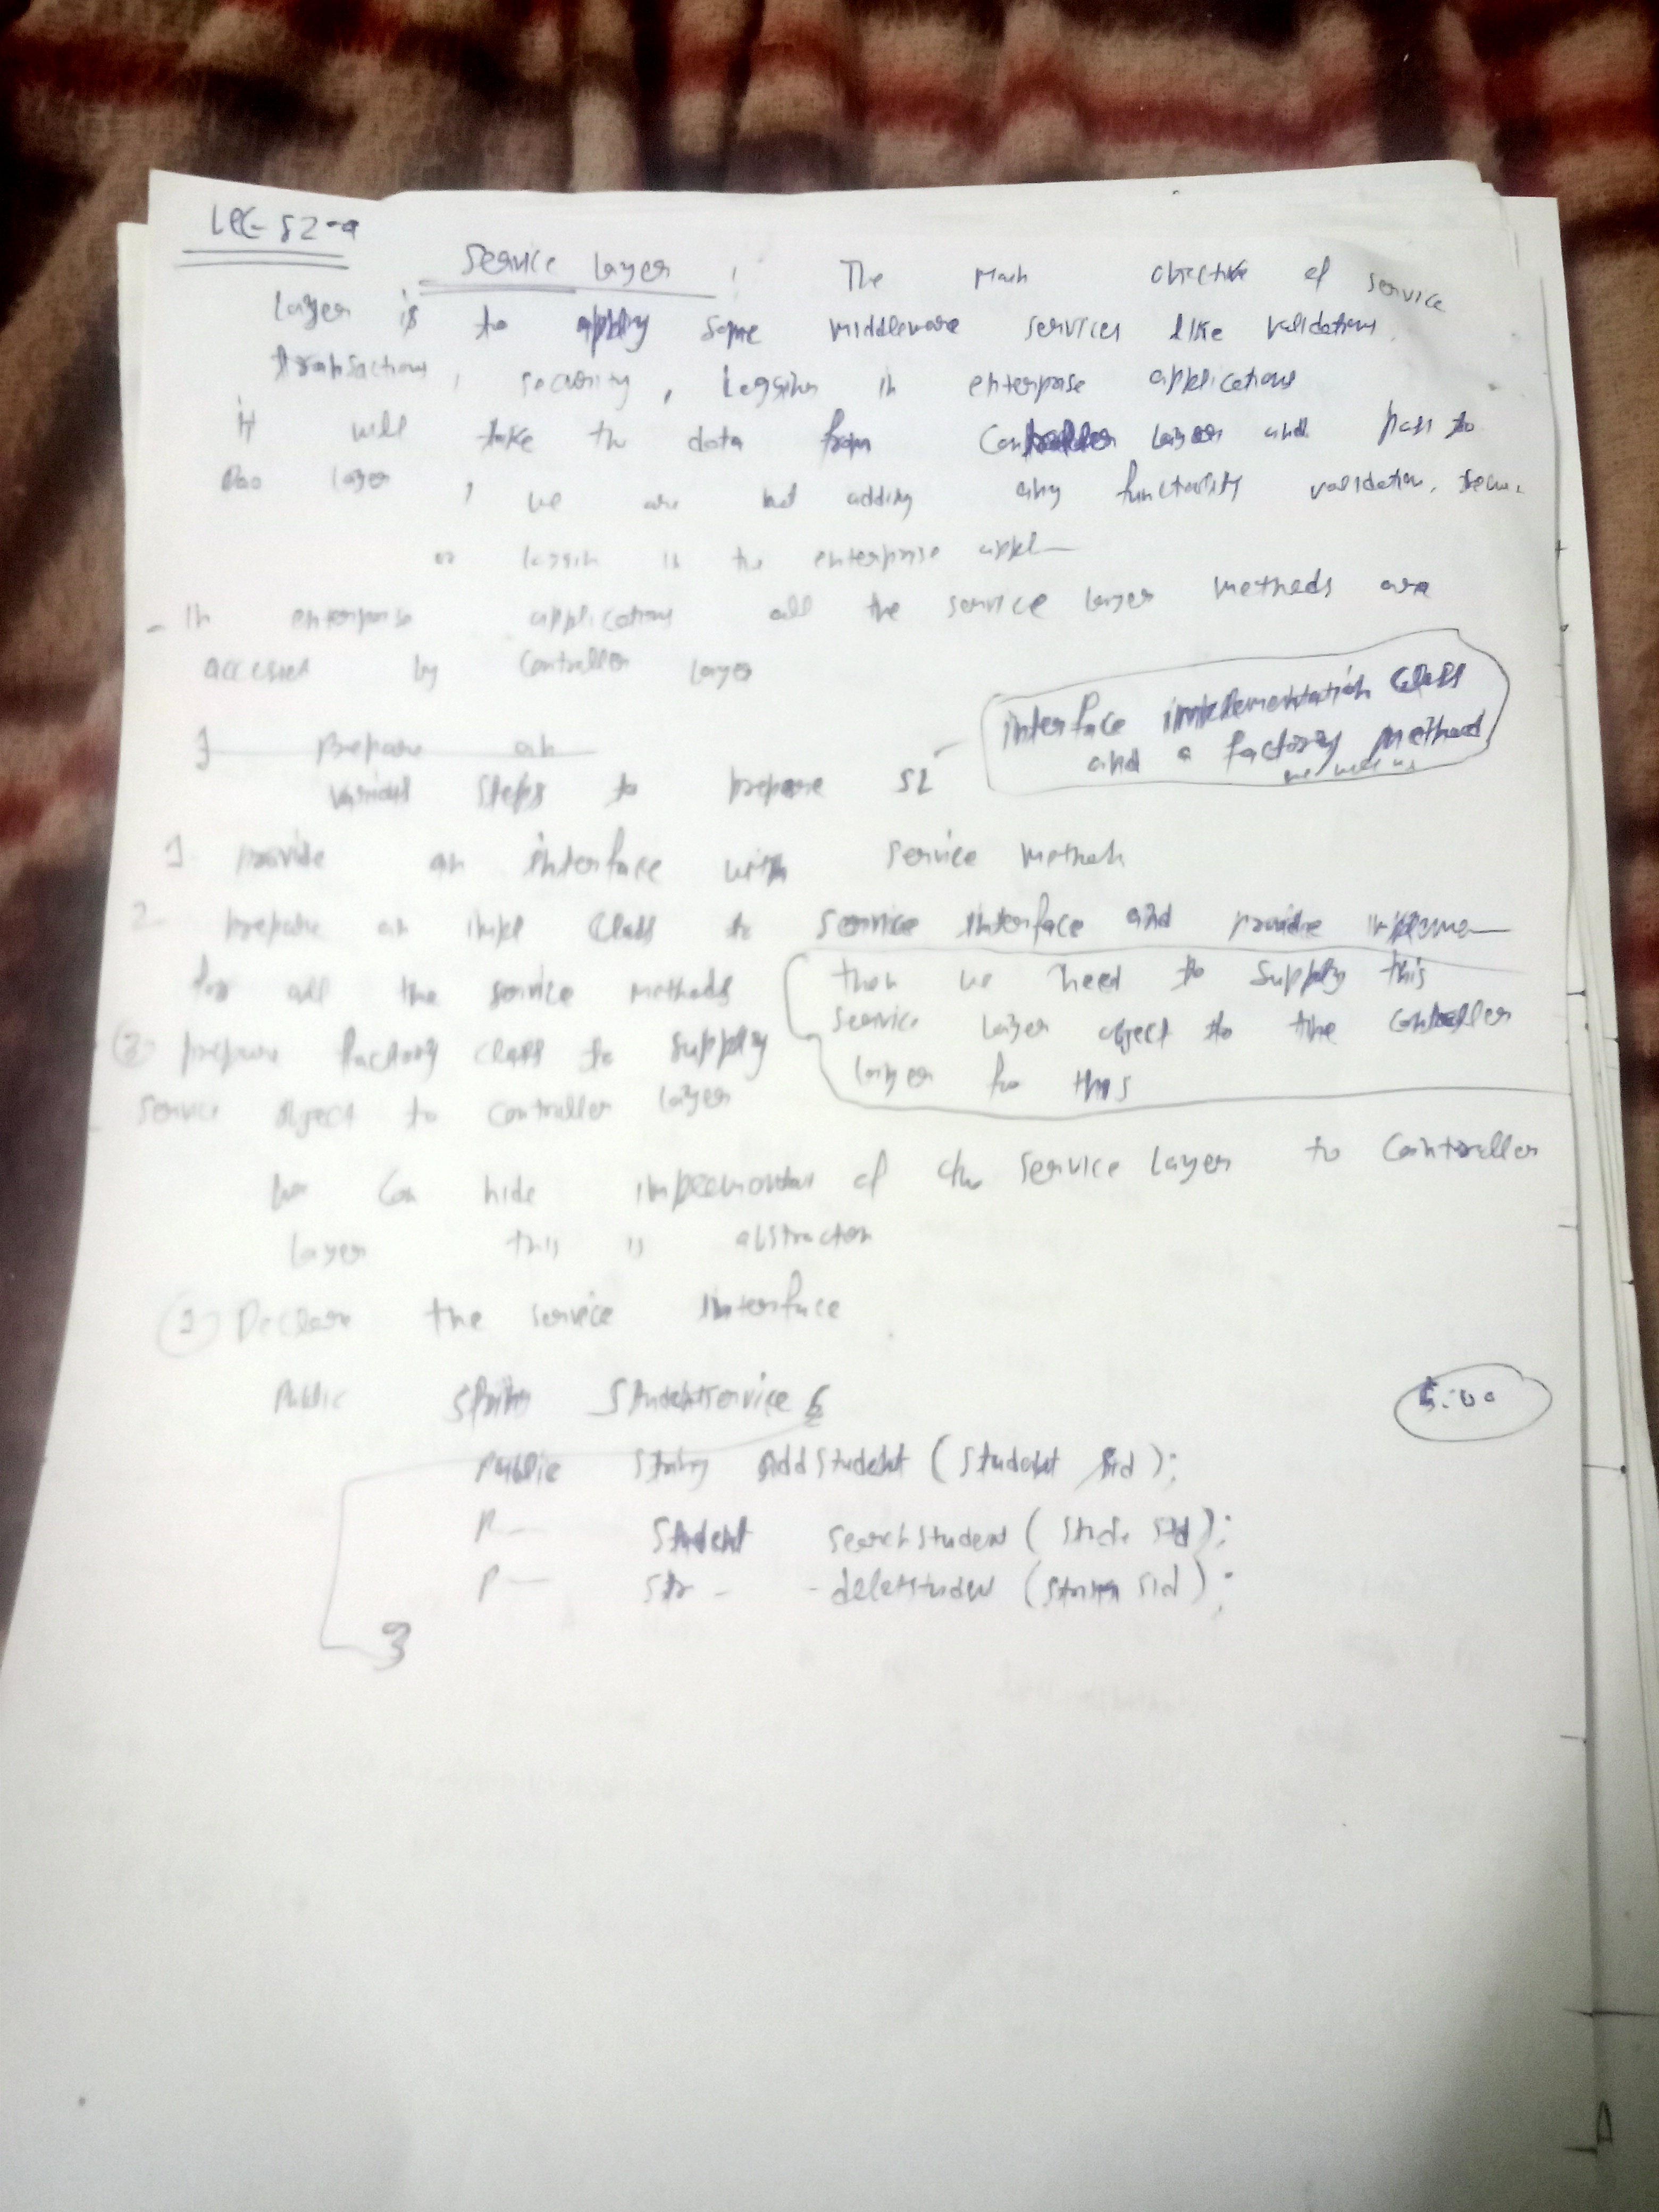 Lec-82-a
Service layer : The main objective of service
layer is to apply some middleware services like validations,
transactions, security, logging in enterprise applications
it will take the data from Controller layer and pass to
Dao layer, we are not adding any functionality validation, secu.
or loggin in the enterprise appl—
- In enterprise applications all the service layer methods are
accessed by Controller layer
1 prepare an
various steps to prepare SL - interface implementation class
and a factory method
1 provide an interface with service methods
2- prepare an impl class to service interface and provide impleme—
for all the service methods
then we need to supply this
service layer object to the controller
layer for this
3 prepare factory class to supply
service object to controller layer
we can hide of the service layer to Controller
layer this is abstraction
1 Declare the service interface
Public StudentService {
5:00
Public String AddStudent (Student std);
P— Student searchStudent ( std);
P— Str - - (String sid);
}